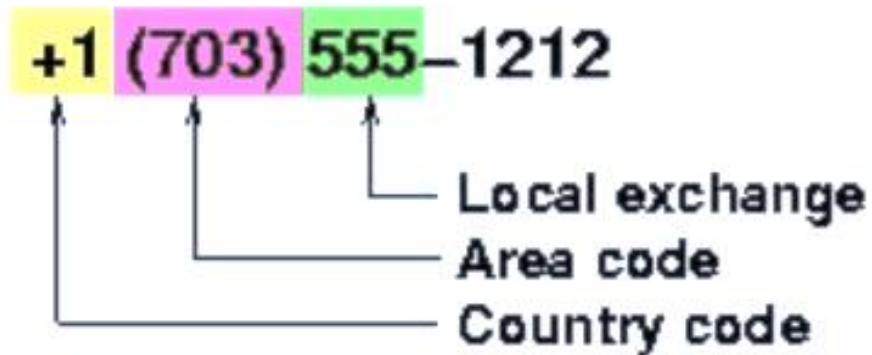 +1 (703) 555-1212
Local exchange
Area code
Country code